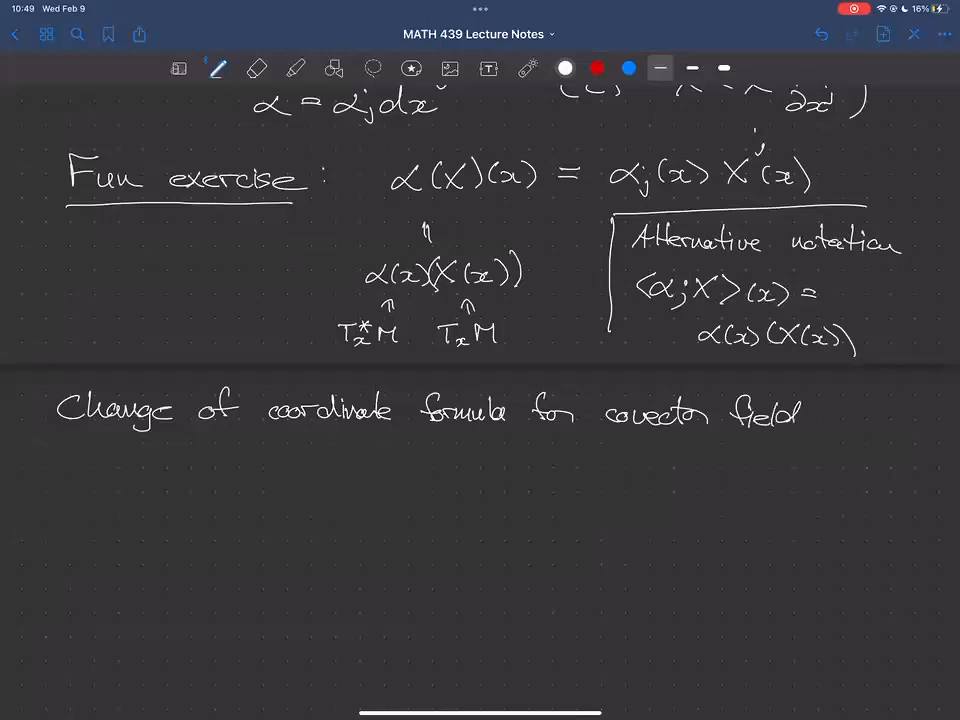 10:49 Wed Feb 9
16%
MATH 439 Lecture Notes
α = α_j dx^j
∂x^j )
Fun exercise : α(X)(x) = α_j(x) X^j(x)
"
α(x)(X(x))
↑ ↑
T_x^*M T_xM
Alternative notation
<α; X>(x) =
α(x)(X(x))
Change of coordinate formula for covector field